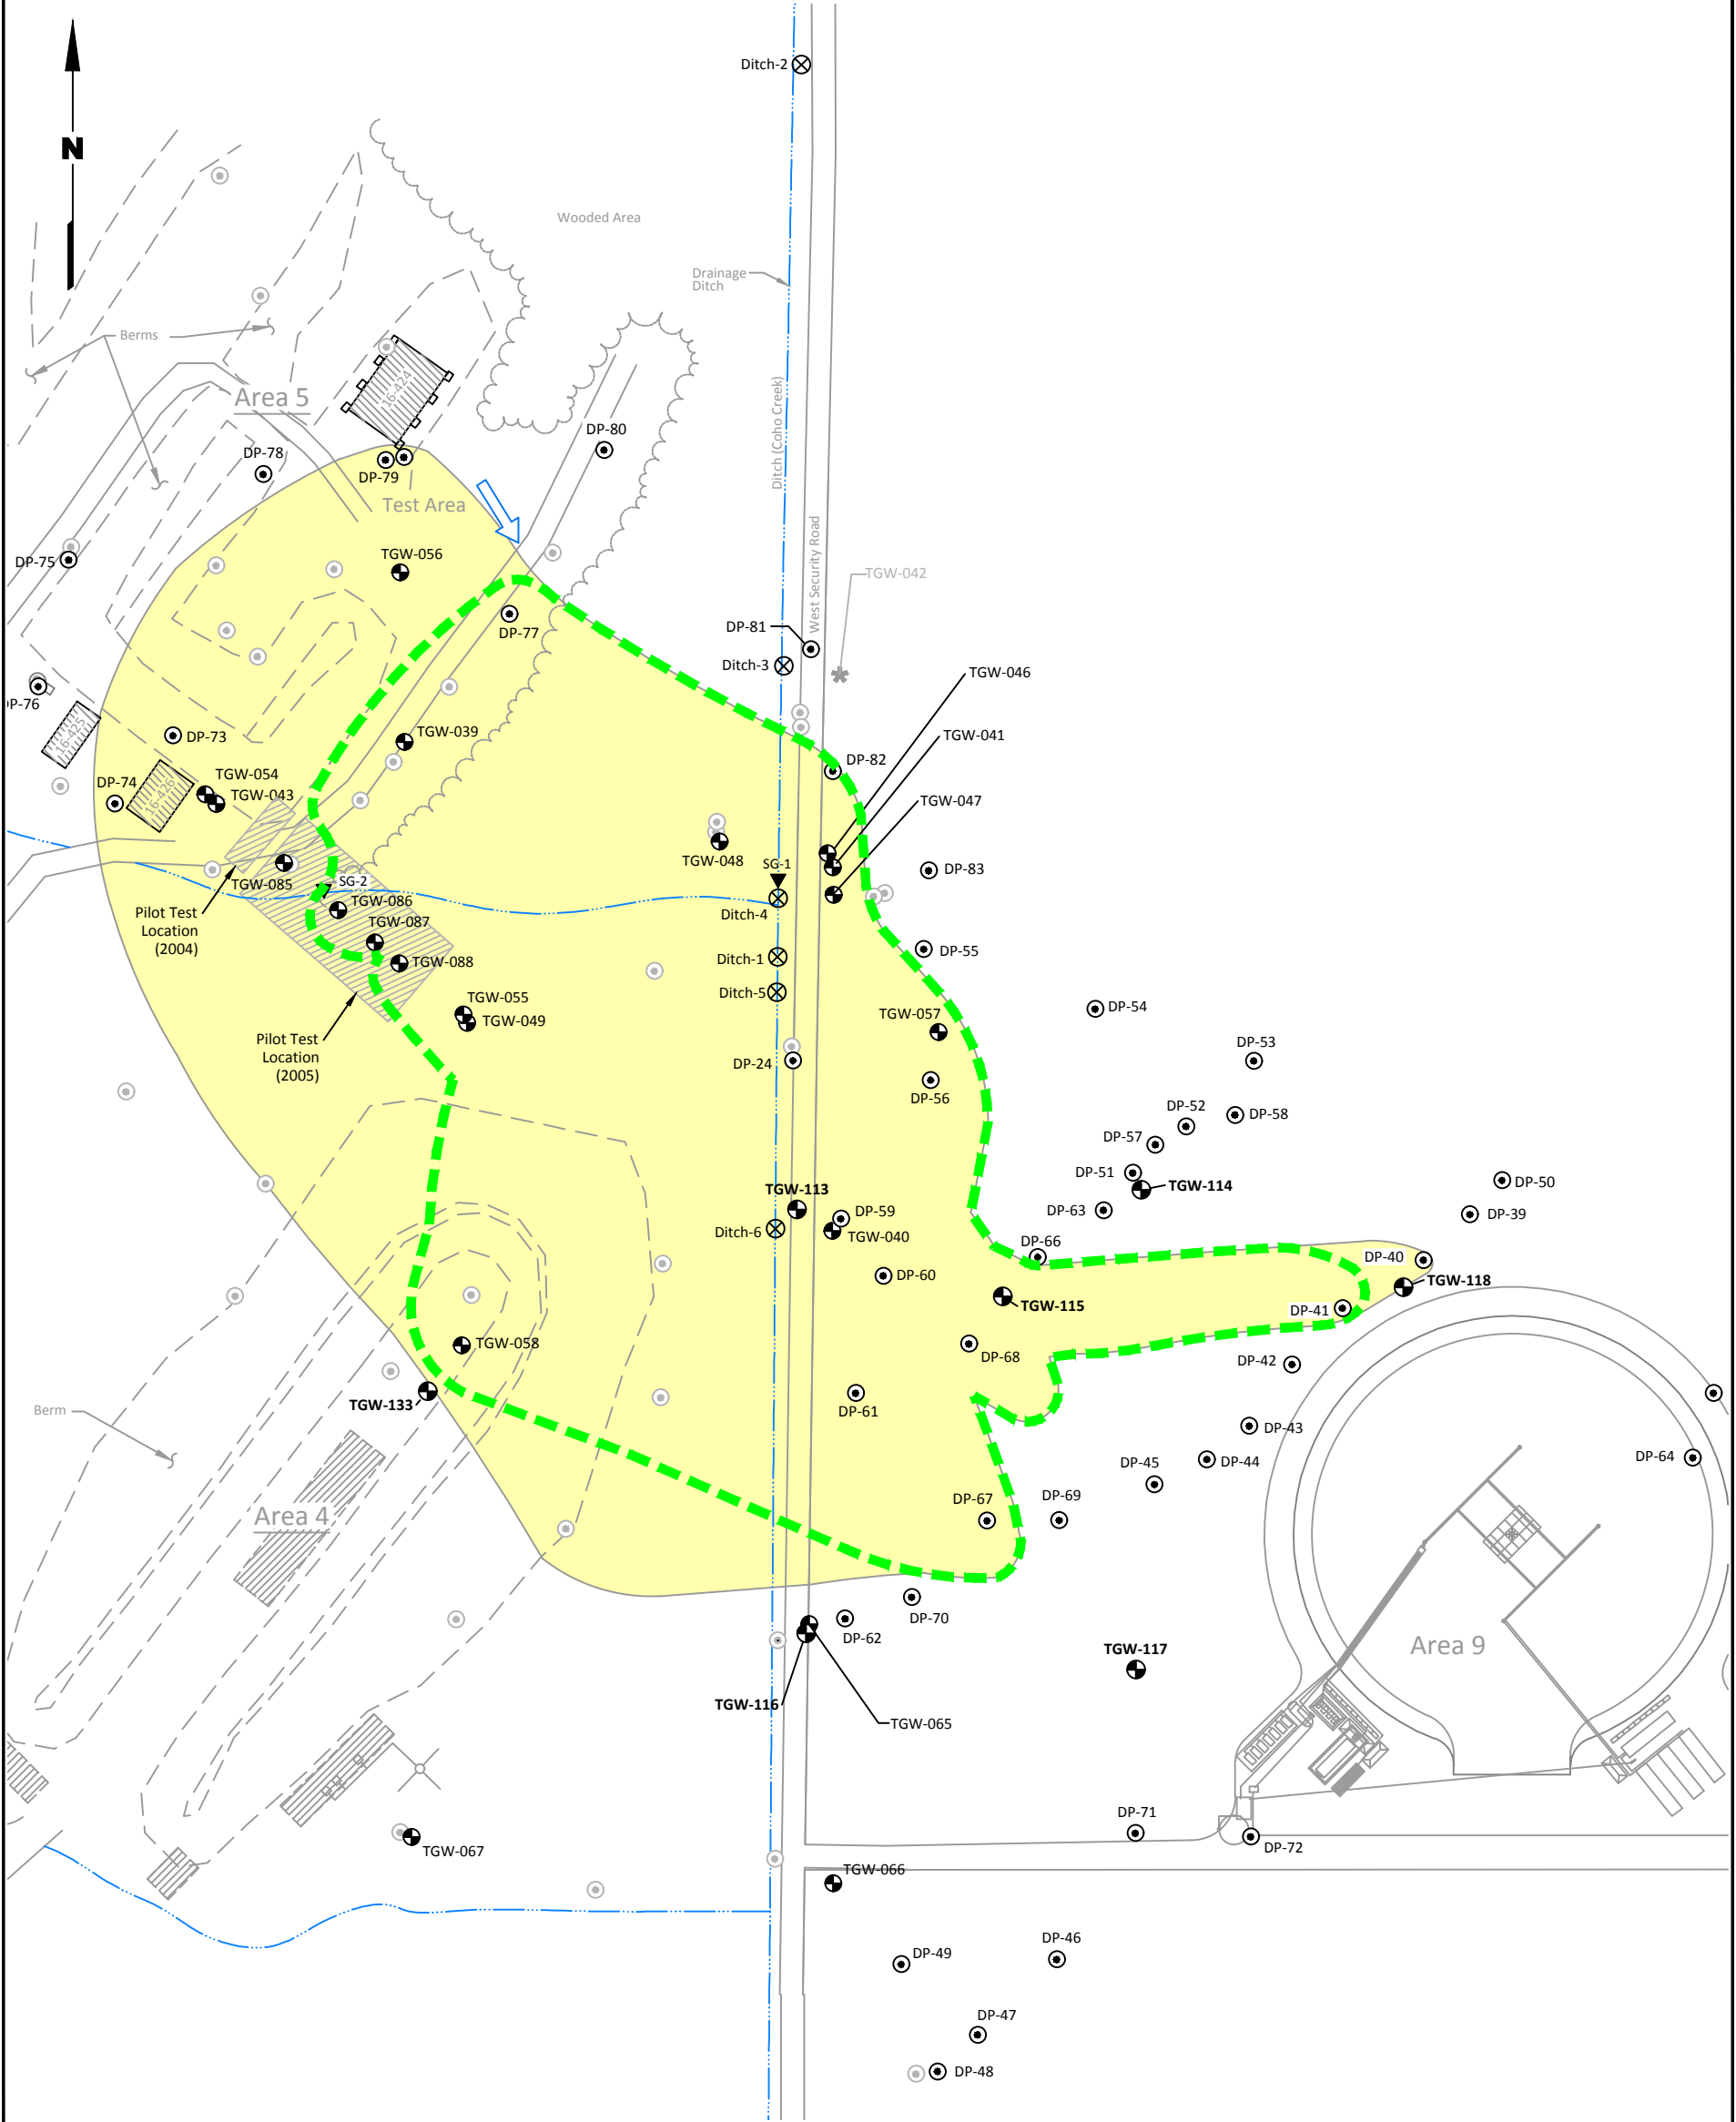 Ditch-2
N
Wooded Area
Drainage
Ditch
Berms
16-424
Area 5
Ditch (Coho Creek)
DP-80
DP-78
DP-79
Test Area
West Security Road
DP-75
TGW-056
TGW-042
DP-77
DP-81
Ditch-3
TGW-046
P-76
16-425
DP-73
TGW-039
TGW-041
DP-82
TGW-054
DP-74
TGW-043
16-426
TGW-047
TGW-048
SG-1
DP-83
TGW-085
SG-2
TGW-086
Ditch-4
Pilot Test
Location
(2004)
TGW-087
DP-55
Ditch-1
TGW-088
Ditch-5
TGW-055
TGW-049
TGW-057
DP-54
Pilot Test
Location
(2005)
DP-24
DP-53
DP-56
DP-52
DP-58
DP-57
DP-51
TGW-114
DP-50
TGW-113
DP-63
DP-39
DP-59
Ditch-6
TGW-040
DP-66
DP-40
DP-60
TGW-118
TGW-115
DP-41
TGW-058
DP-68
DP-42
TGW-133
Berm
DP-61
DP-43
DP-44
DP-64
DP-45
DP-67
DP-69
Area 4
DP-70
DP-62
TGW-117
Area 9
TGW-116
TGW-065
DP-71
DP-72
TGW-067
TGW-066
DP-46
DP-49
DP-47
DP-48